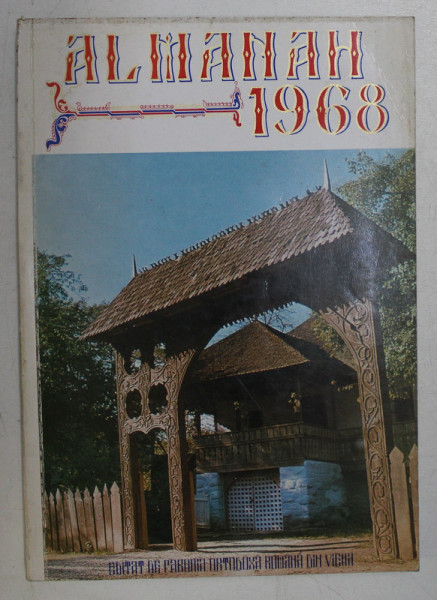 ALMANAH
1968
EDITAT DE PAROHIA ORTODOXĂ ROMÂNĂ DIN VIENA